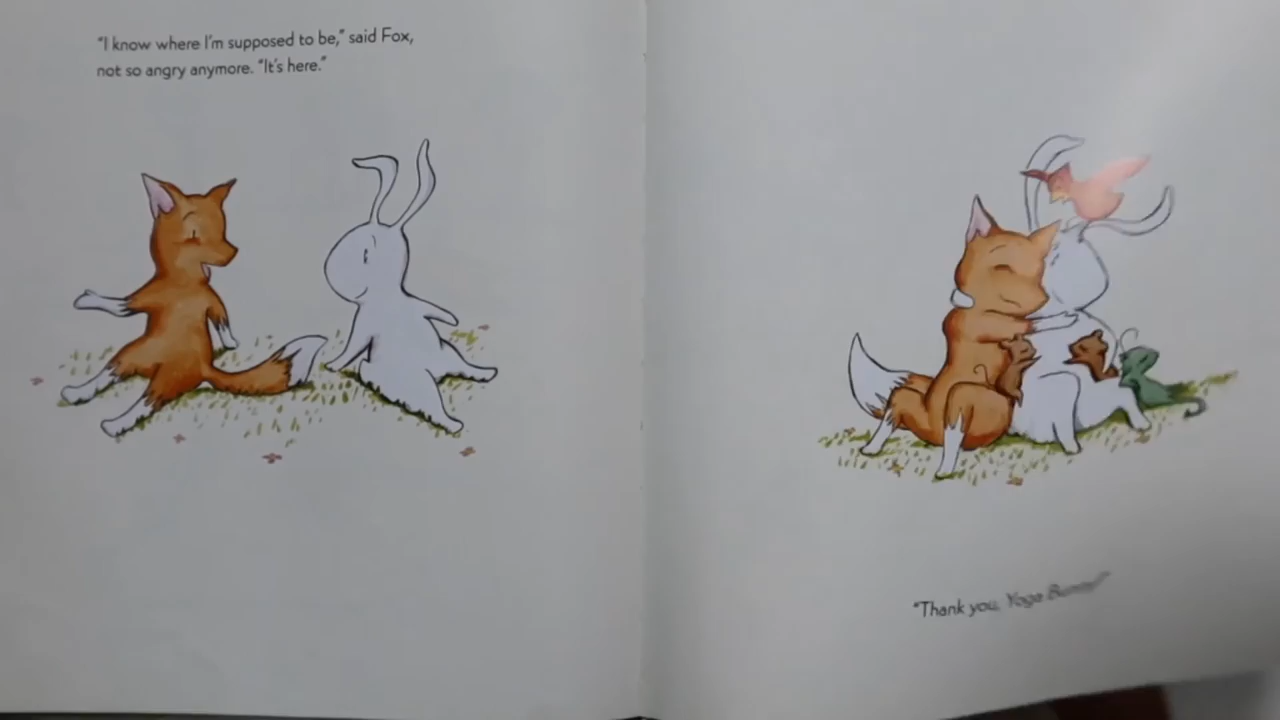 "I know where I'm supposed to be," said Fox,
not so angry anymore. "It's here."
"Thank you, Yoga Bunny!"